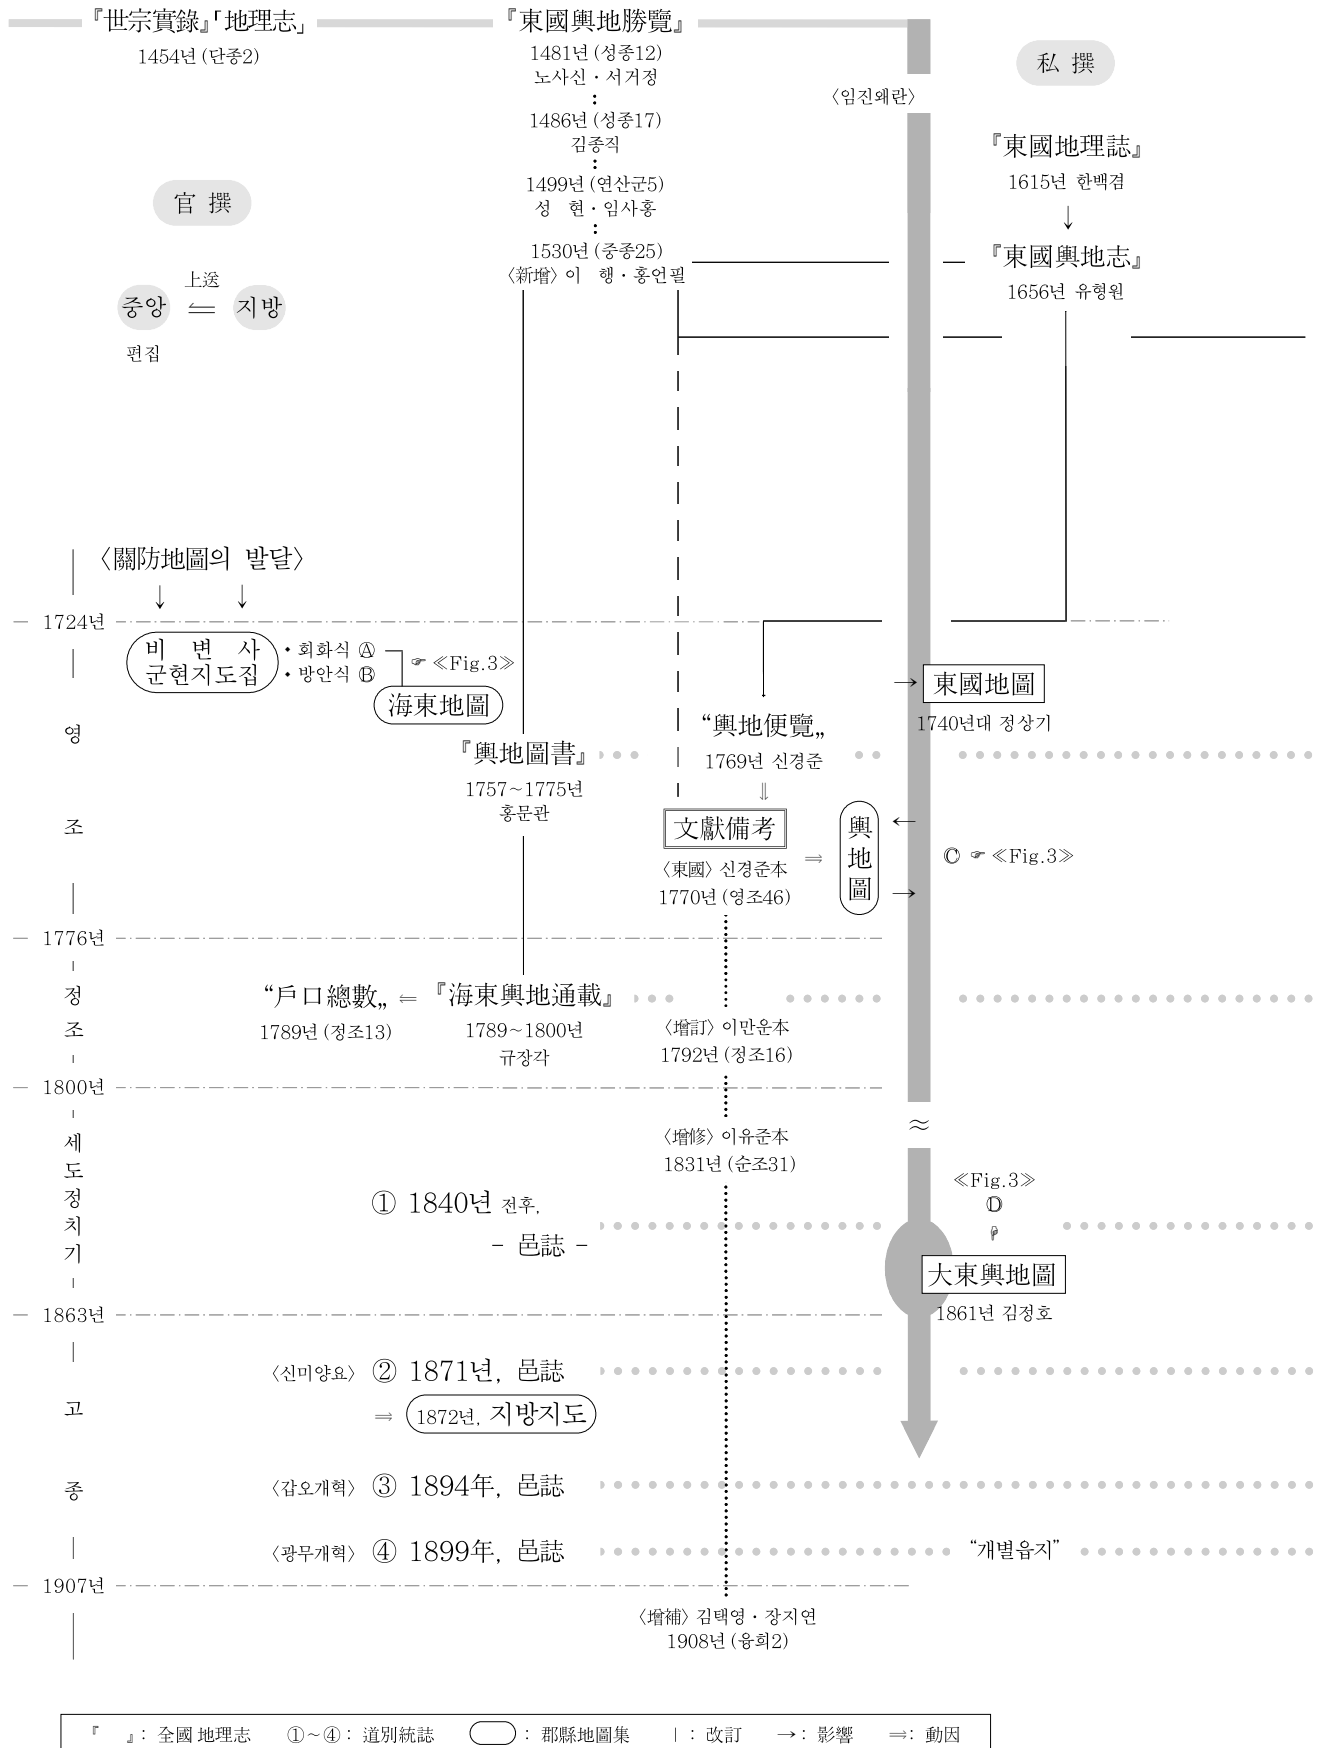 『世宗實錄』「地理志」
1454년 (단종2)
『東國輿地勝覽』
1481년 (성종12)
노사신・서거정
:
1486년 (성종17)
김종직
:
1499년 (연산군5)
성 현・임사홍
:
1530년 (중종25)
〈新增〉 이 행・홍언필
〈임진왜란〉
私 撰
『東國地理誌』
1615년 한백겸
↓
『東國輿地志』
1656년 유형원
官 撰
上送
중앙 ⇐ 지방
편집
〈關防地圖의 발달〉
↓ ↓
1724년
비 변 사
군현지도집
・회화식 Ⓐ
・방안식 Ⓑ
☞ ≪Fig.3≫
海東地圖
→ 東國地圖
1740년대 정상기
영
조
『輿地圖書』
1757~1775년
홍문관
“輿地便覽„
1769년 신경준
⇓
文獻備考
〈東國〉 신경준本
1770년 (영조46)
⇒
輿地圖
←
→
Ⓒ ☞ ≪Fig.3≫
1776년
정
조
“戶口總數„ ⇐ 『海東輿地通載』
1789년 (정조13)
1789~1800년
규장각
〈增訂〉 이만운本
1792년 (정조16)
1800년
세
도
정
치
기
≈
〈增修〉 이유준本
1831년 (순조31)
① 1840년 전후,
- 邑誌 -
≪Fig.3≫
Ⓓ
☟
大東輿地圖
1861년 김정호
1863년
고
종
〈신미양요〉 ② 1871년, 邑誌
⇒ 1872년, 지방지도
〈갑오개혁〉 ③ 1894年, 邑誌
〈광무개혁〉 ④ 1899年, 邑誌
“개별읍지”
1907년
〈增補〉 김택영・장지연
1908년 (융희2)
『 』: 全國 地理志 ①~④: 道別統誌 : 郡縣地圖集 |: 改訂 →: 影響 ⇒: 動因